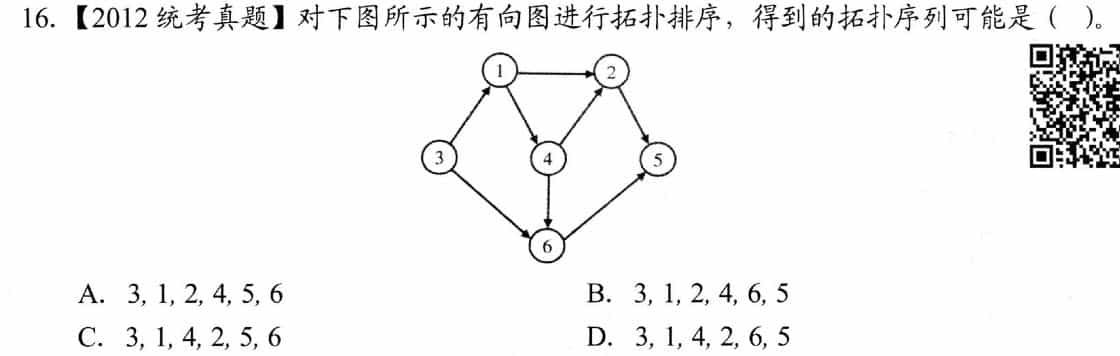 16.【2012 统考真题】对下图所示的有向图进行拓扑排序，得到的拓扑序列可能是（ ）。
1 2
3 4 5
6
A. 3, 1, 2, 4, 5, 6 B. 3, 1, 2, 4, 6, 5
C. 3, 1, 4, 2, 5, 6 D. 3, 1, 4, 2, 6, 5